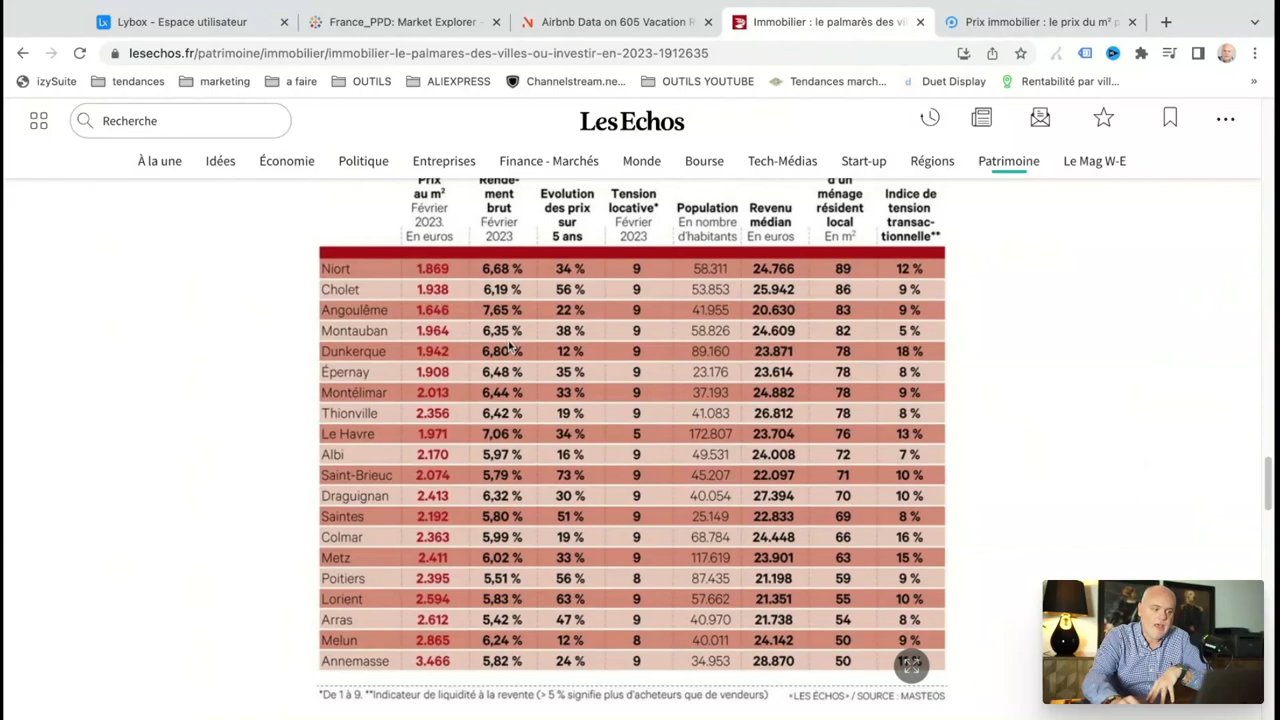 Lybox - Espace utilisateur
France_PPD: Market Explorer -
Airbnb Data on 605 Vacation R
Immobilier : le palmarès des vi
Prix immobilier : le prix du m² p
lesechos.fr/patrimoine/immobilier/immobilier-le-palmares-des-villes-ou-investir-en-2023-1912635
izySuite tendances marketing a faire OUTILS ALIEXPRESS Channelstream.ne... OUTILS YOUTUBE Tendances march... Duet Display Rentabilité par vill... »
Recherche
Les Echos
À la une Idées Économie Politique Entreprises Finance - Marchés Monde Bourse Tech-Médias Start-up Régions Patrimoine Le Mag W-E
Prix au m² Février 2023. En euros
Rende- ment brut Février 2023
Evolution des prix sur 5 ans
Tension locative* Février 2023
Population En nombre d'habitants
Revenu médian En euros
d'un ménage résident local En m²
Indice de tension transac- tionnelle**
Niort 1.869 6,68 % 34 % 9 58.311 24.766 89 12 %
Cholet 1.938 6,19 % 56 % 9 53.853 25.942 86 9 %
Angoulême 1.646 7,65 % 22 % 9 41.955 20.630 83 9 %
Montauban 1.964 6,35 % 38 % 9 58.826 24.609 82 5 %
Dunkerque 1.942 6,80 % 12 % 9 89.160 23.871 78 18 %
Épernay 1.908 6,48 % 35 % 9 23.176 23.614 78 8 %
Montélimar 2.013 6,44 % 33 % 9 37.193 24.882 78 9 %
Thionville 2.356 6,42 % 19 % 9 41.083 26.812 78 8 %
Le Havre 1.971 7,06 % 34 % 5 172.807 23.704 76 13 %
Albi 2.170 5,97 % 16 % 9 49.531 24.008 72 7 %
Saint-Brieuc 2.074 5,79 % 73 % 9 45.207 22.097 71 10 %
Draguignan 2.413 6,32 % 30 % 9 40.054 27.394 70 10 %
Saintes 2.192 5,80 % 51 % 9 25.149 22.833 69 8 %
Colmar 2.363 5,99 % 19 % 9 68.784 24.448 66 16 %
Metz 2.411 6,02 % 33 % 9 117.619 23.901 63 15 %
Poitiers 2.395 5,51 % 56 % 8 87.435 21.198 59 9 %
Lorient 2.594 5,83 % 63 % 9 57.662 21.351 55 10 %
Arras 2.612 5,42 % 47 % 9 40.970 21.738 54 8 %
Melun 2.865 6,24 % 12 % 8 40.011 24.142 50 9 %
Annemasse 3.466 5,82 % 24 % 9 34.953 28.870 50
*De 1 à 9. **Indicateur de liquidité à la revente (> 5 % signifie plus d'acheteurs que de vendeurs)
«LES ÉCHOS» / SOURCE : MASTEOS